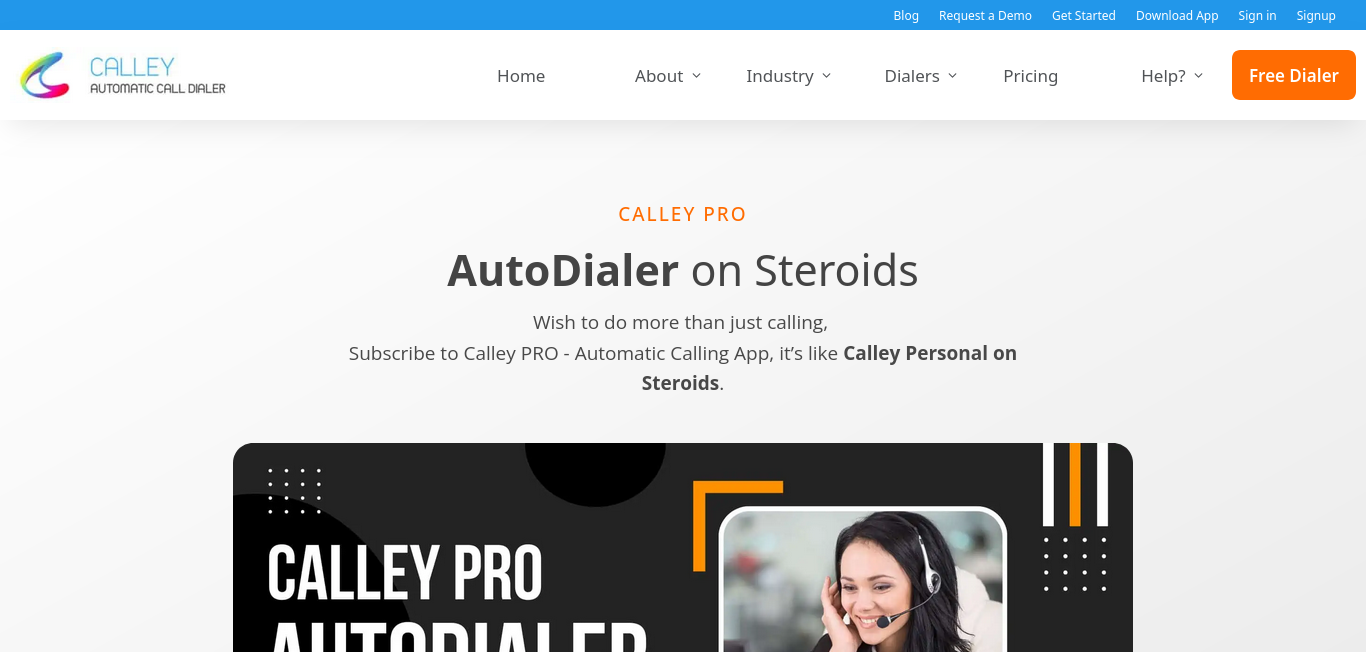 Blog Request a Demo Get Started Download App Sign in Signup
CALLEY
AUTOMATIC CALL DIALER
Home About Industry Dialers Pricing Help? Free Dialer
CALLEY PRO
AutoDialer on Steroids
Wish to do more than just calling,
Subscribe to Calley PRO - Automatic Calling App, it’s like Calley Personal on
Steroids.
CALLEY PRO
AUTODIALER